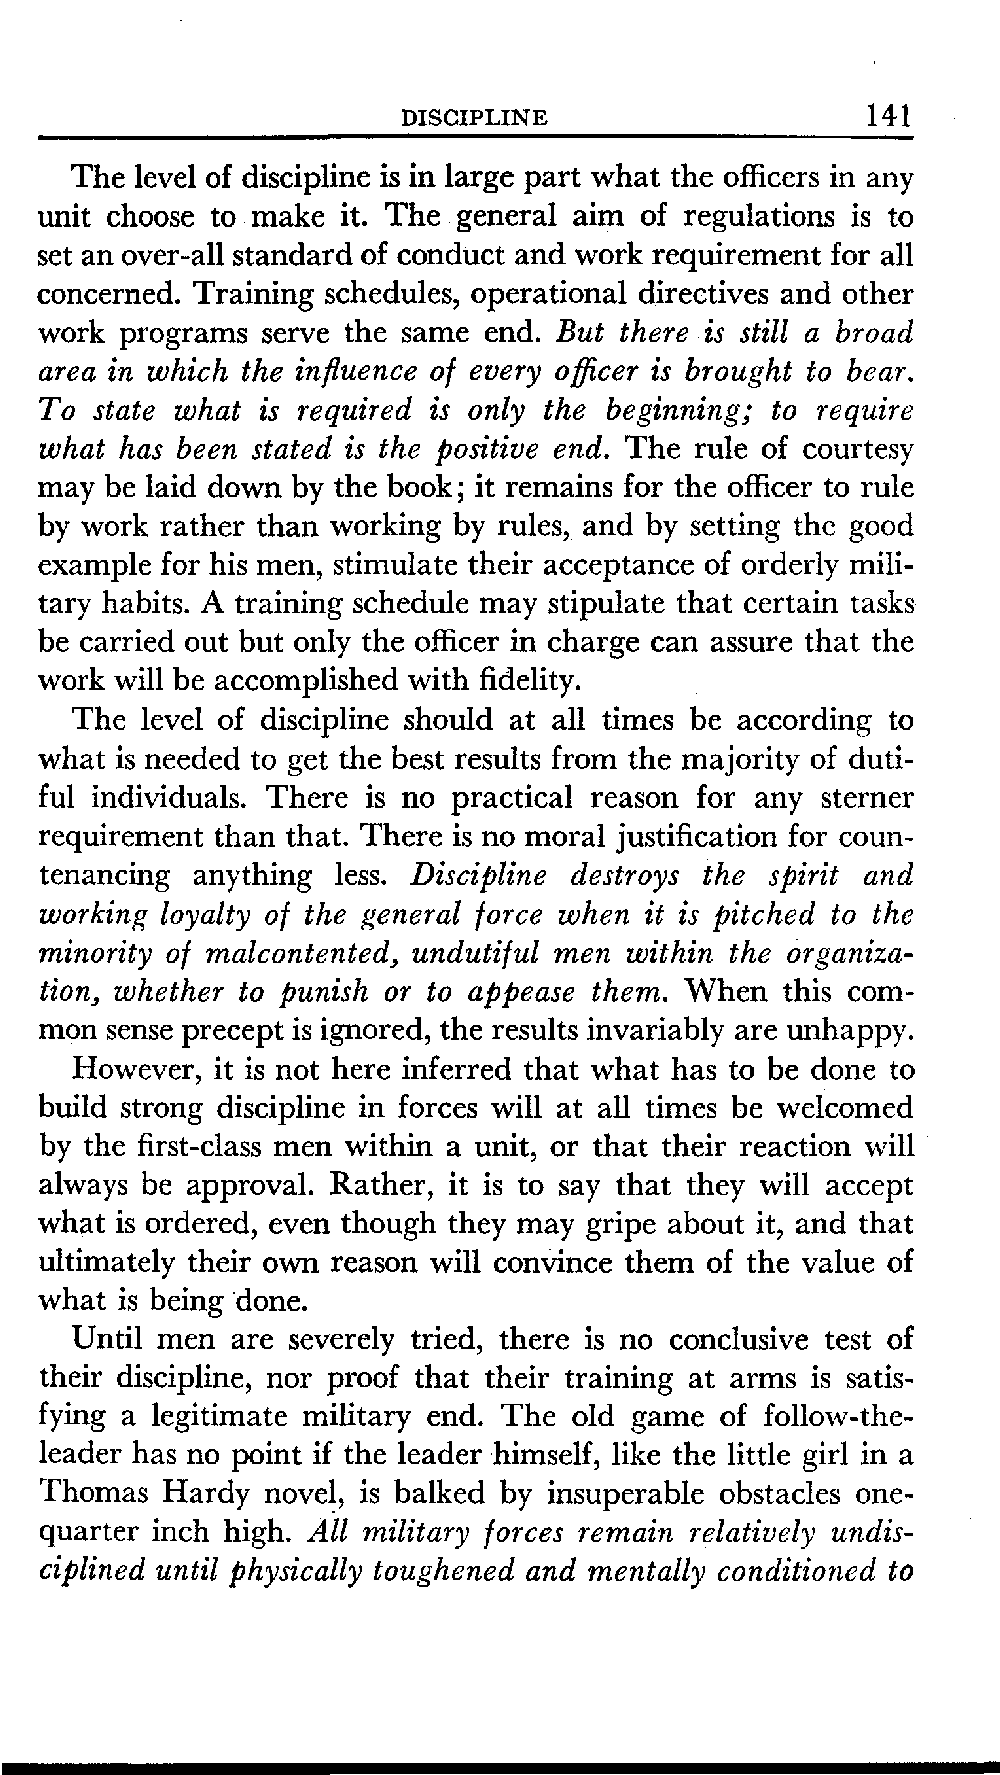 DISCIPLINE 141
The level of discipline is in large part what the officers in any
unit choose to make it. The general aim of regulations is to
set an over-all standard of conduct and work requirement for all
concerned. Training schedules, operational directives and other
work programs serve the same end. But there is still a broad
area in which the influence of every officer is brought to bear.
To state what is required is only the beginning; to require
what has been stated is the positive end. The rule of courtesy
may be laid down by the book; it remains for the officer to rule
by work rather than working by rules, and by setting the good
example for his men, stimulate their acceptance of orderly mili-
tary habits. A training schedule may stipulate that certain tasks
be carried out but only the officer in charge can assure that the
work will be accomplished with fidelity.
The level of discipline should at all times be according to
what is needed to get the best results from the majority of duti-
ful individuals. There is no practical reason for any sterner
requirement than that. There is no moral justification for coun-
tenancing anything less. Discipline destroys the spirit and
working loyalty of the general force when it is pitched to the
minority of malcontented, undutiful men within the organiza-
tion, whether to punish or to appease them. When this com-
mon sense precept is ignored, the results invariably are unhappy.
However, it is not here inferred that what has to be done to
build strong discipline in forces will at all times be welcomed
by the first-class men within a unit, or that their reaction will
always be approval. Rather, it is to say that they will accept
what is ordered, even though they may gripe about it, and that
ultimately their own reason will convince them of the value of
what is being done.
Until men are severely tried, there is no conclusive test of
their discipline, nor proof that their training at arms is satis-
fying a legitimate military end. The old game of follow-the-
leader has no point if the leader himself, like the little girl in a
Thomas Hardy novel, is balked by insuperable obstacles one-
quarter inch high. All military forces remain relatively undis-
ciplined until physically toughened and mentally conditioned to